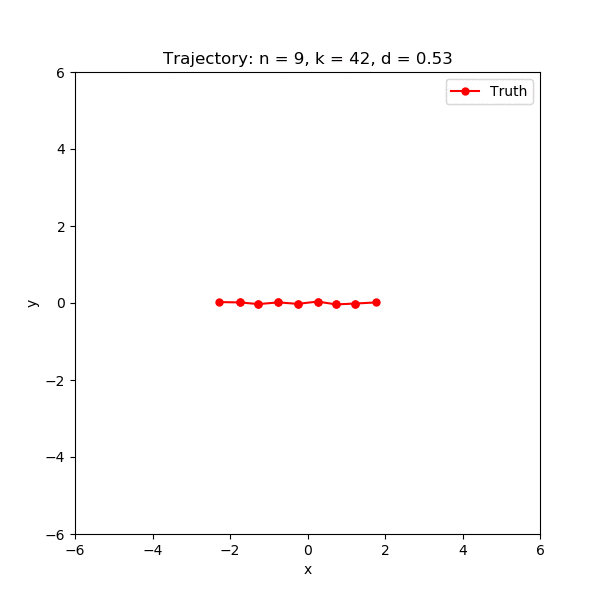 Trajectory: n = 9, k = 42, d = 0.53
Truth
y
6
4
2
0
−2
−4
−6
−6 −4 −2 0 2 4 6
x